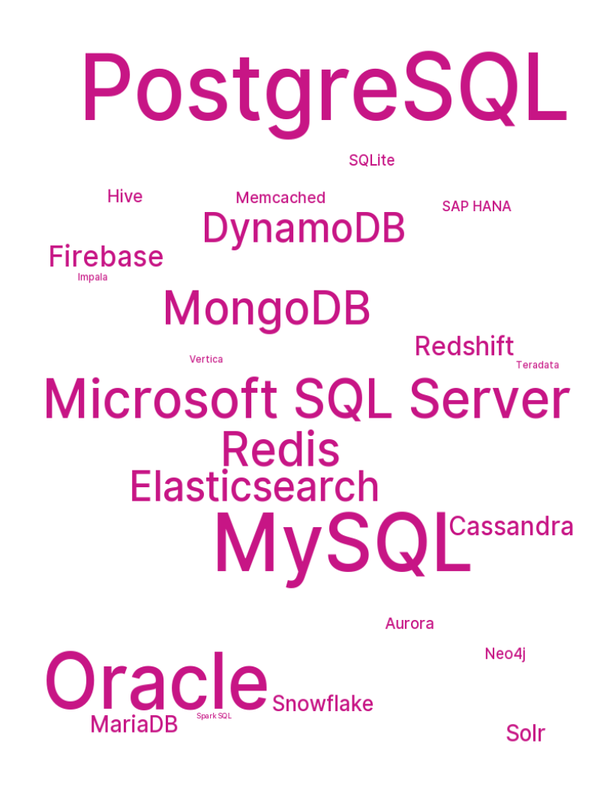 PostgreSQL
SQLite
Hive
Memcached
SAP HANA
DynamoDB
Firebase
Impala
MongoDB
Redshift
Vertica
Teradata
Microsoft SQL Server
Redis
Elasticsearch
MySQL
Cassandra
Aurora
Neo4j
Oracle
Snowflake
Spark SQL
MariaDB
Solr